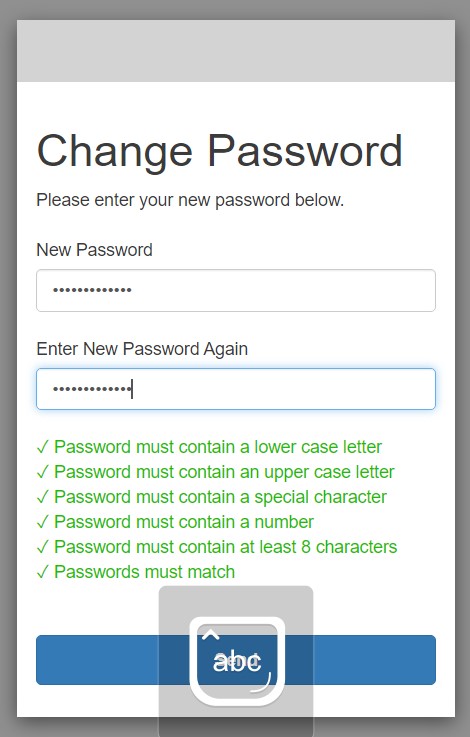 Change Password
Please enter your new password below.
New Password
•••••••••••••
Enter New Password Again
•••••••••••••
✓ Password must contain a lower case letter
✓ Password must contain an upper case letter
✓ Password must contain a special character
✓ Password must contain a number
✓ Password must contain at least 8 characters
✓ Passwords must match
Send
abc